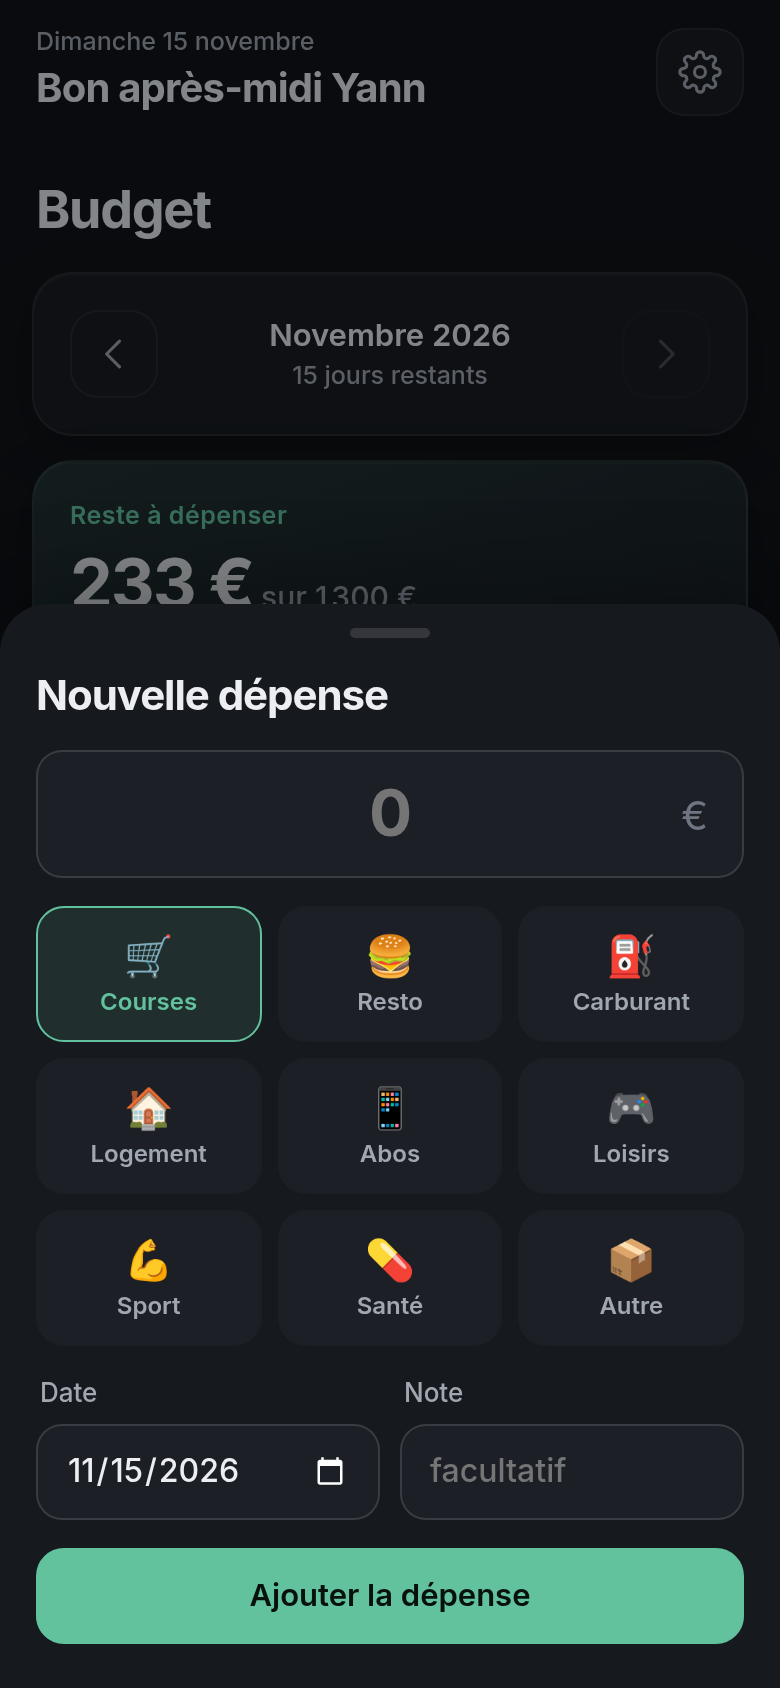 Dimanche 15 novembre
Bon après-midi Yann
Budget
Novembre 2026
15 jours restants
Reste à dépenser
233 € sur 1300 €
Nouvelle dépense
0 €
Courses
Resto
Carburant
Logement
Abos
Loisirs
Sport
Santé
Autre
Date
Note
11/15/2026
facultatif
Ajouter la dépense